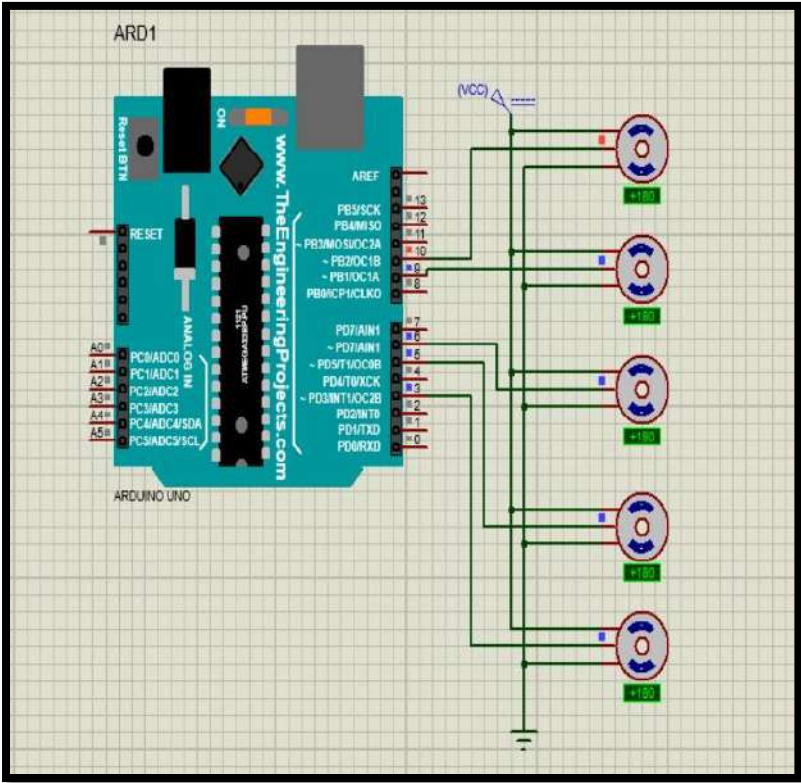 ARD1
(VCC)
Reset BTN
ON
www.TheEngineeringProjects.com
AREF
PB5/SCK 13
PB4/MISO 12
~ PB3/MOSI/OC2A 11
~ PB2/OC1B 10
~ PB1/OC1A 9
PB0/ICP1/CLKO 8
RESET
ANALOG IN
PD7/AIN1 7
~ PD7/AIN1 6
~ PD5/T1/OC0B 5
PD4/T0/XCK 4
~ PD3/INT1/OC2B 3
PD2/INT0 2
PD1/TXD 1
PD0/RXD 0
A0 PC0/ADC0
A1 PC1/ADC1
A2 PC2/ADC2
A3 PC3/ADC3
A4 PC4/ADC4/SDA
A5 PC5/ADC5/SCL
ARDUINO UNO
+180
+180
+180
+180
+180